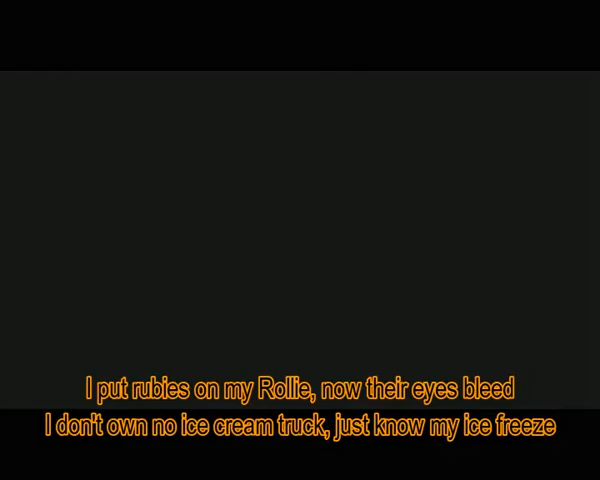 I put rubies on my Rollie, now their eyes bleed
I don't own no ice cream truck, just know my ice freeze